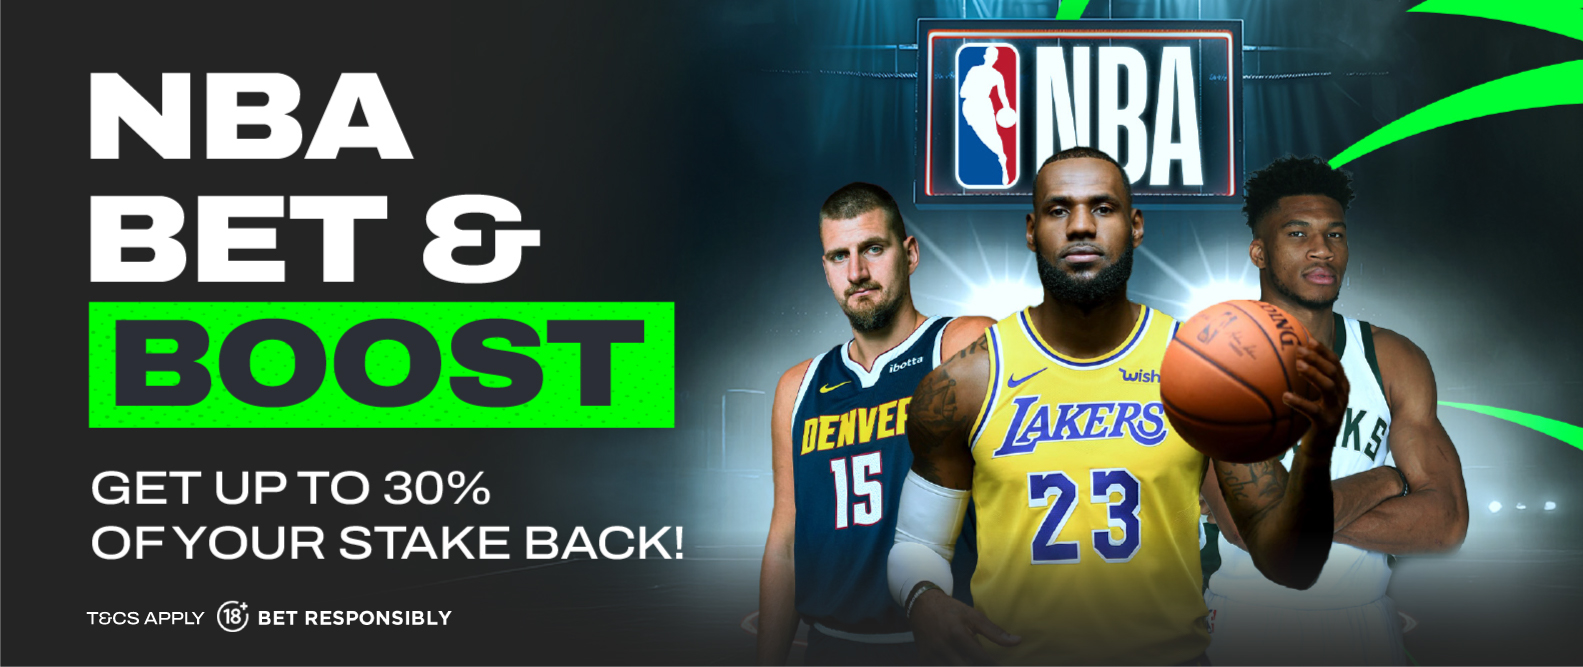 NBA
BET &
BOOST
GET UP TO 30%
OF YOUR STAKE BACK!
T&CS APPLY 18+ BET RESPONSIBLY
NBA
ibotta
DENVER
15
wish
LAKERS
23
KS
SPALDING